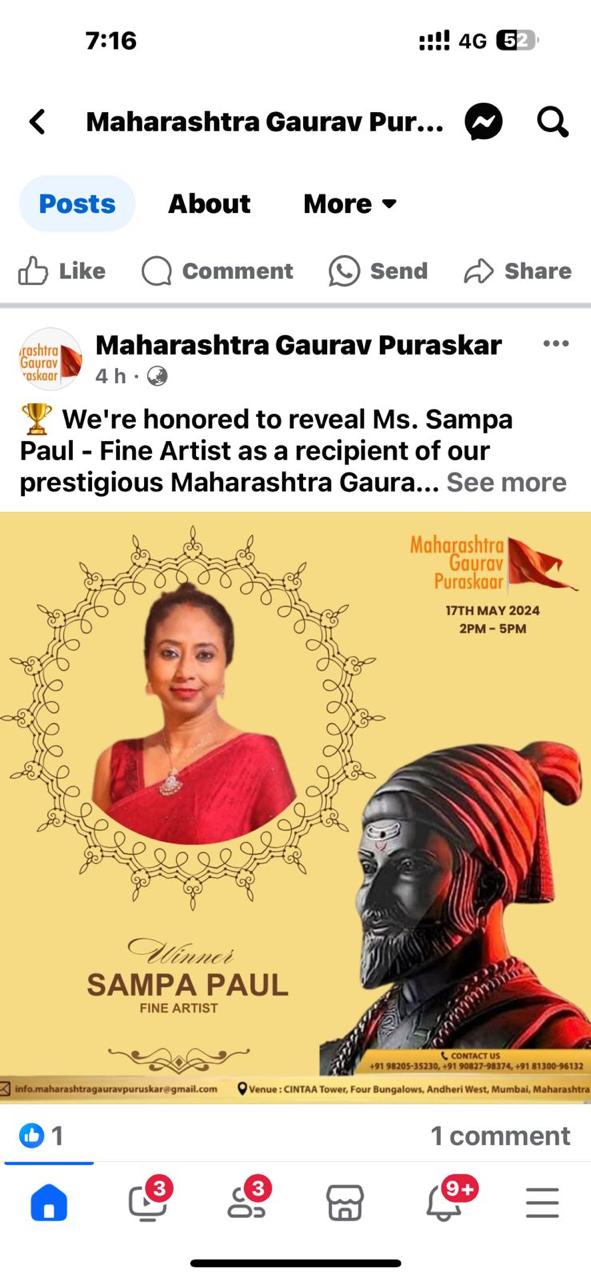 7:16
4G 52
Maharashtra Gaurav Pur...
Posts About More
Like Comment Send Share
rashtra
Gaurav
raskaar
Maharashtra Gaurav Puraskar
4 h ·
We're honored to reveal Ms. Sampa
Paul - Fine Artist as a recipient of our
prestigious Maharashtra Gaura... See more
Maharashtra
Gaurav
Puraskaar
17TH MAY 2024
2PM – 5PM
Winner
SAMPA PAUL
FINE ARTIST
CONTACT US
+91 98205-35230, +91 90827-98374, +91 81300-96132
info.maharashtragauravpuruskar@gmail.com Venue : CINTAA Tower, Four Bungalows, Andheri West, Mumbai, Maharashtra
1 1 comment
3 3 9+